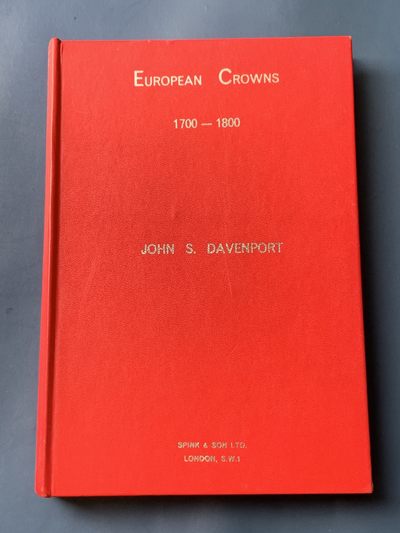 EUROPEAN CROWNS
1700 — 1800
JOHN S. DAVENPORT
SPINK & SON LTD.
LONDON, S.W.1